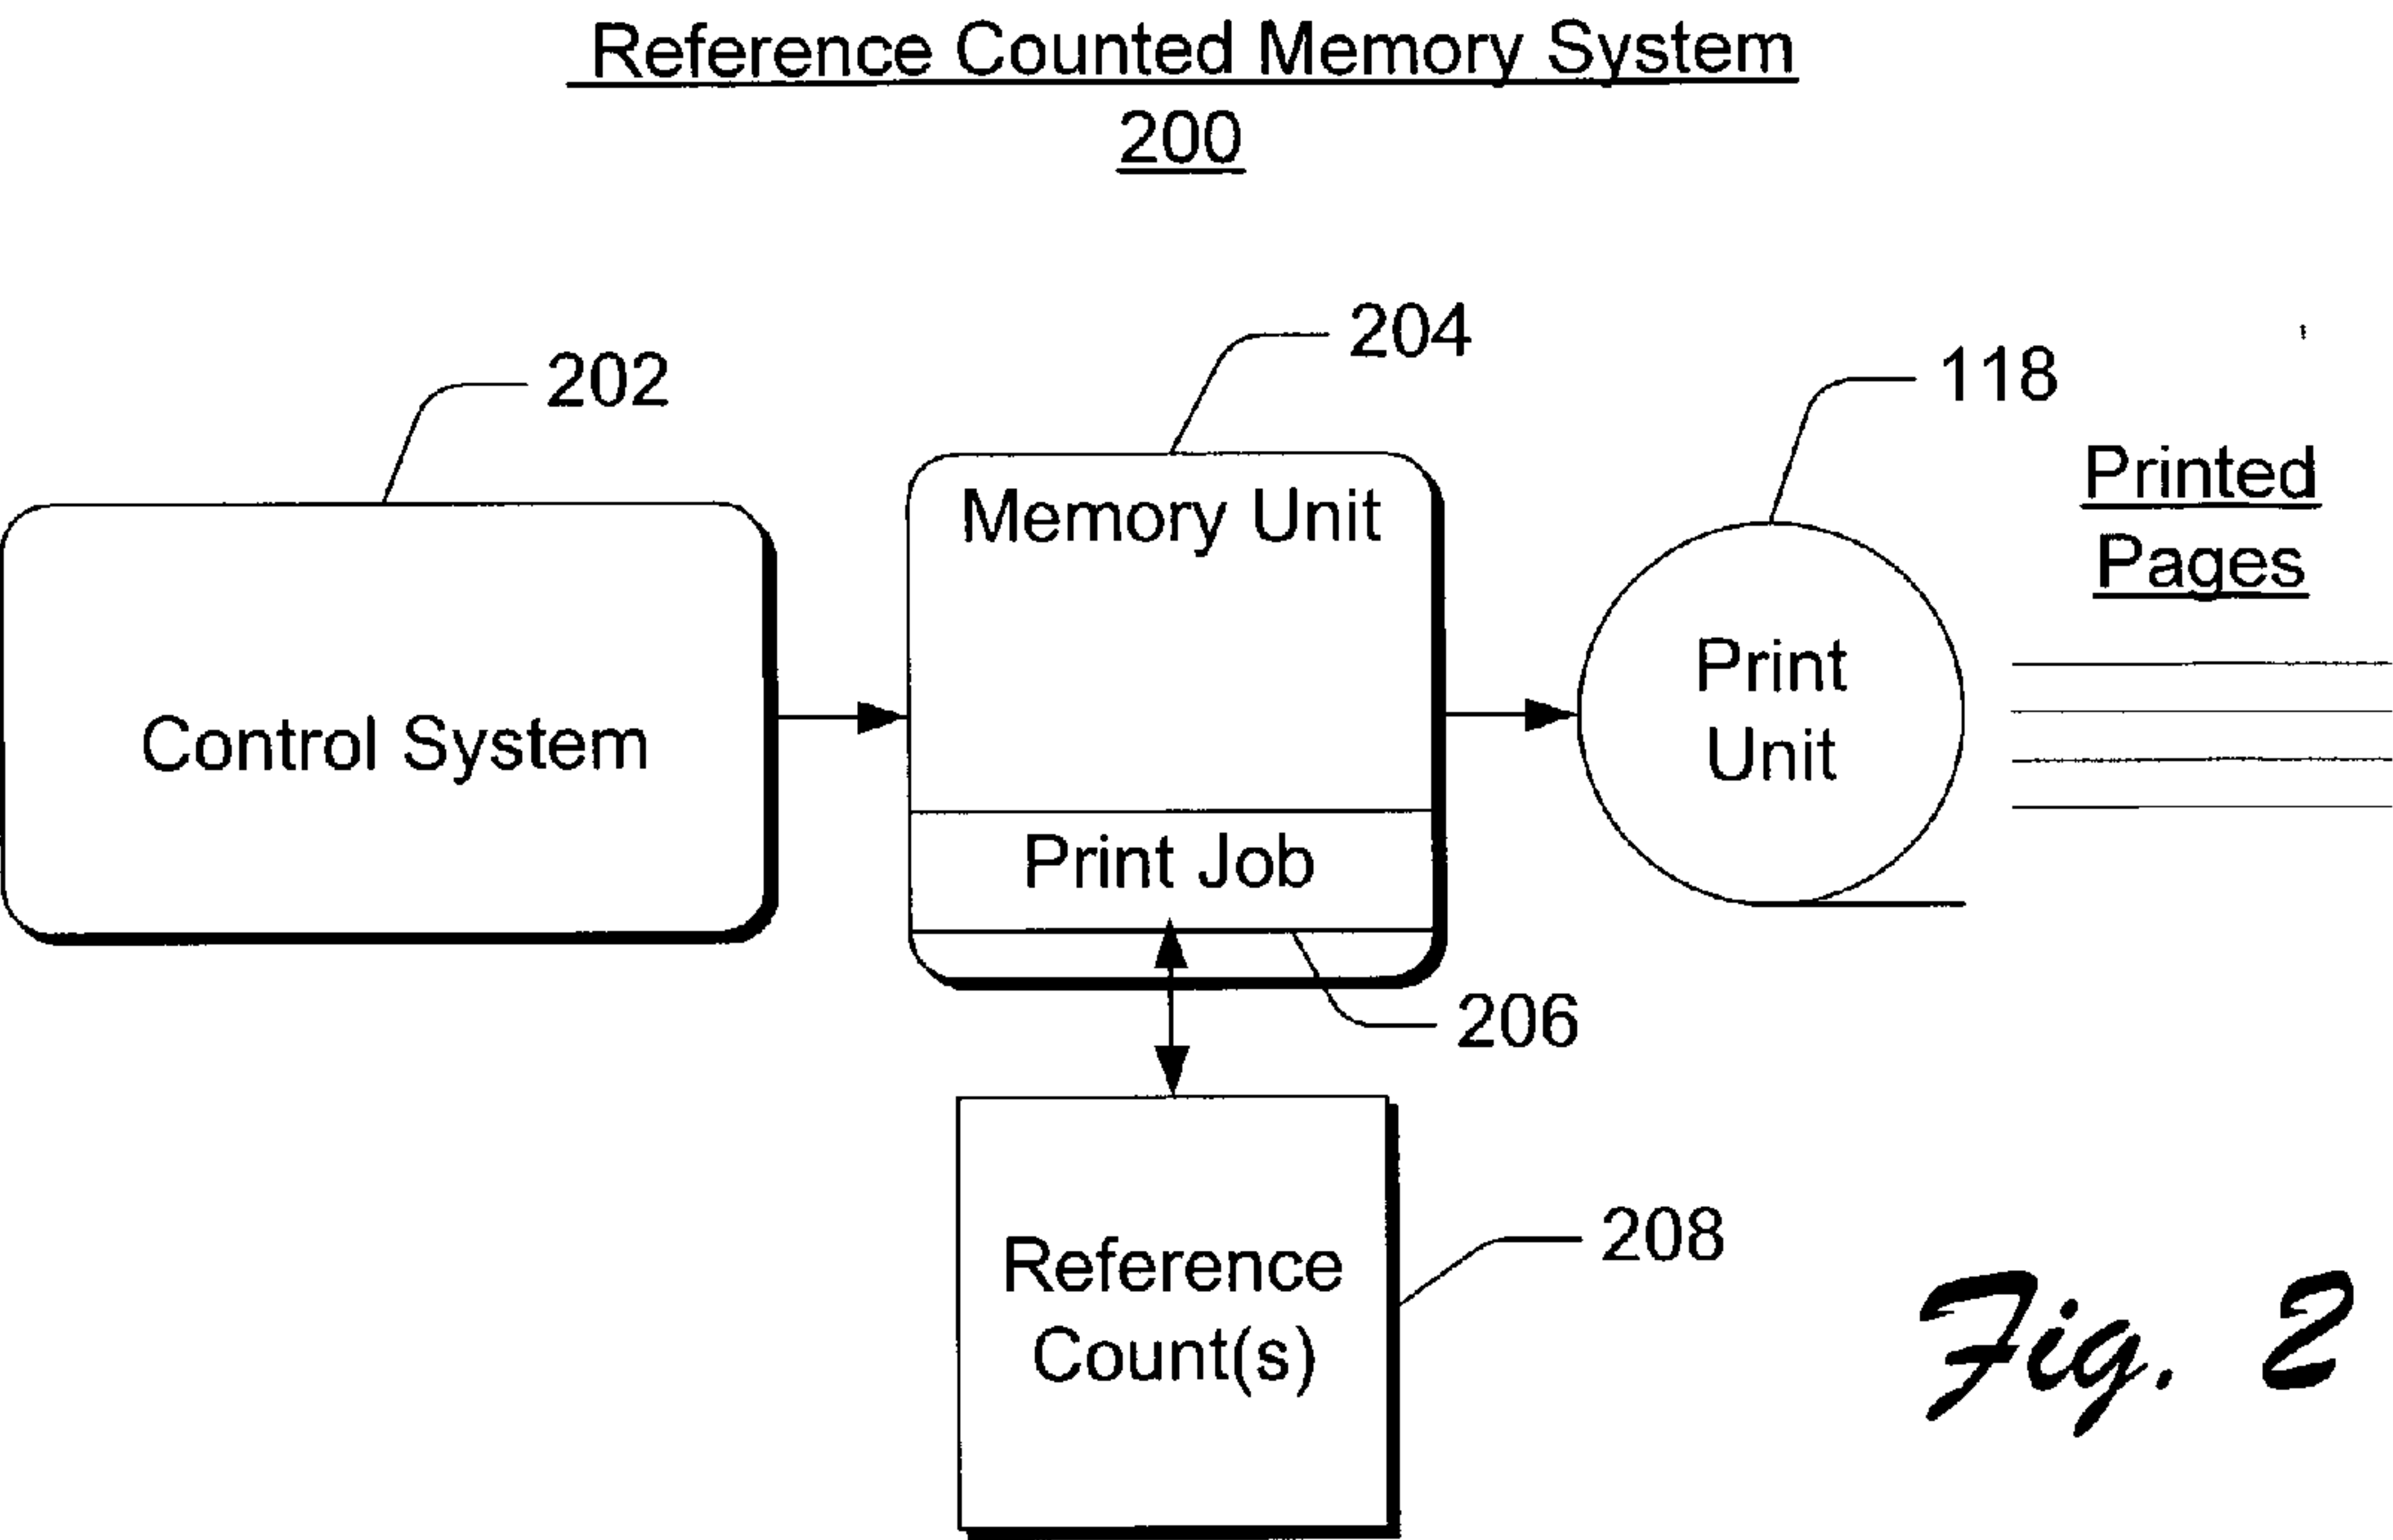 Reference Counted Memory System
200
204
202
118
Printed
Pages
Memory Unit
Print
Unit
Control System
Print Job
206
Reference
Count(s)
208
Fig. 2